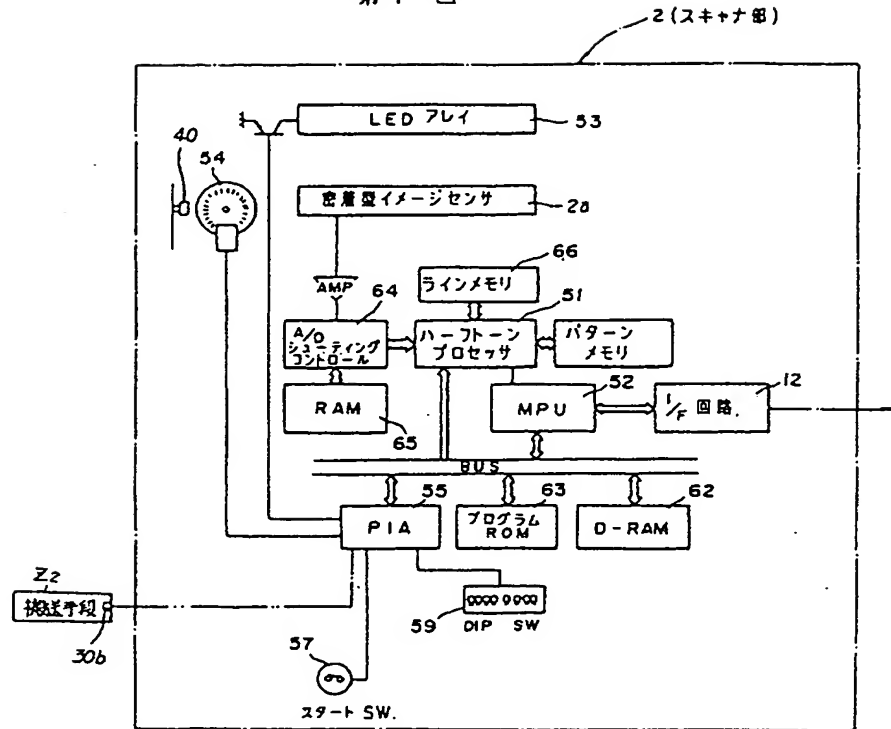 2(スキャナ部)
LED アレイ
53
40
54
密着型イメージセンサ
2a
66
AMP
64
ラインメモリ
51
A/D
シューティング
コントロール
ハーフトーン
プロセッサ
パターン
メモリ
52
12
RAM
MPU
I/F 回路.
65
BUS
55
63
62
PIA
プログラム
ROM
D-RAM
Z2
搬送手段
30b
59
DIP SW
57
スタート SW.